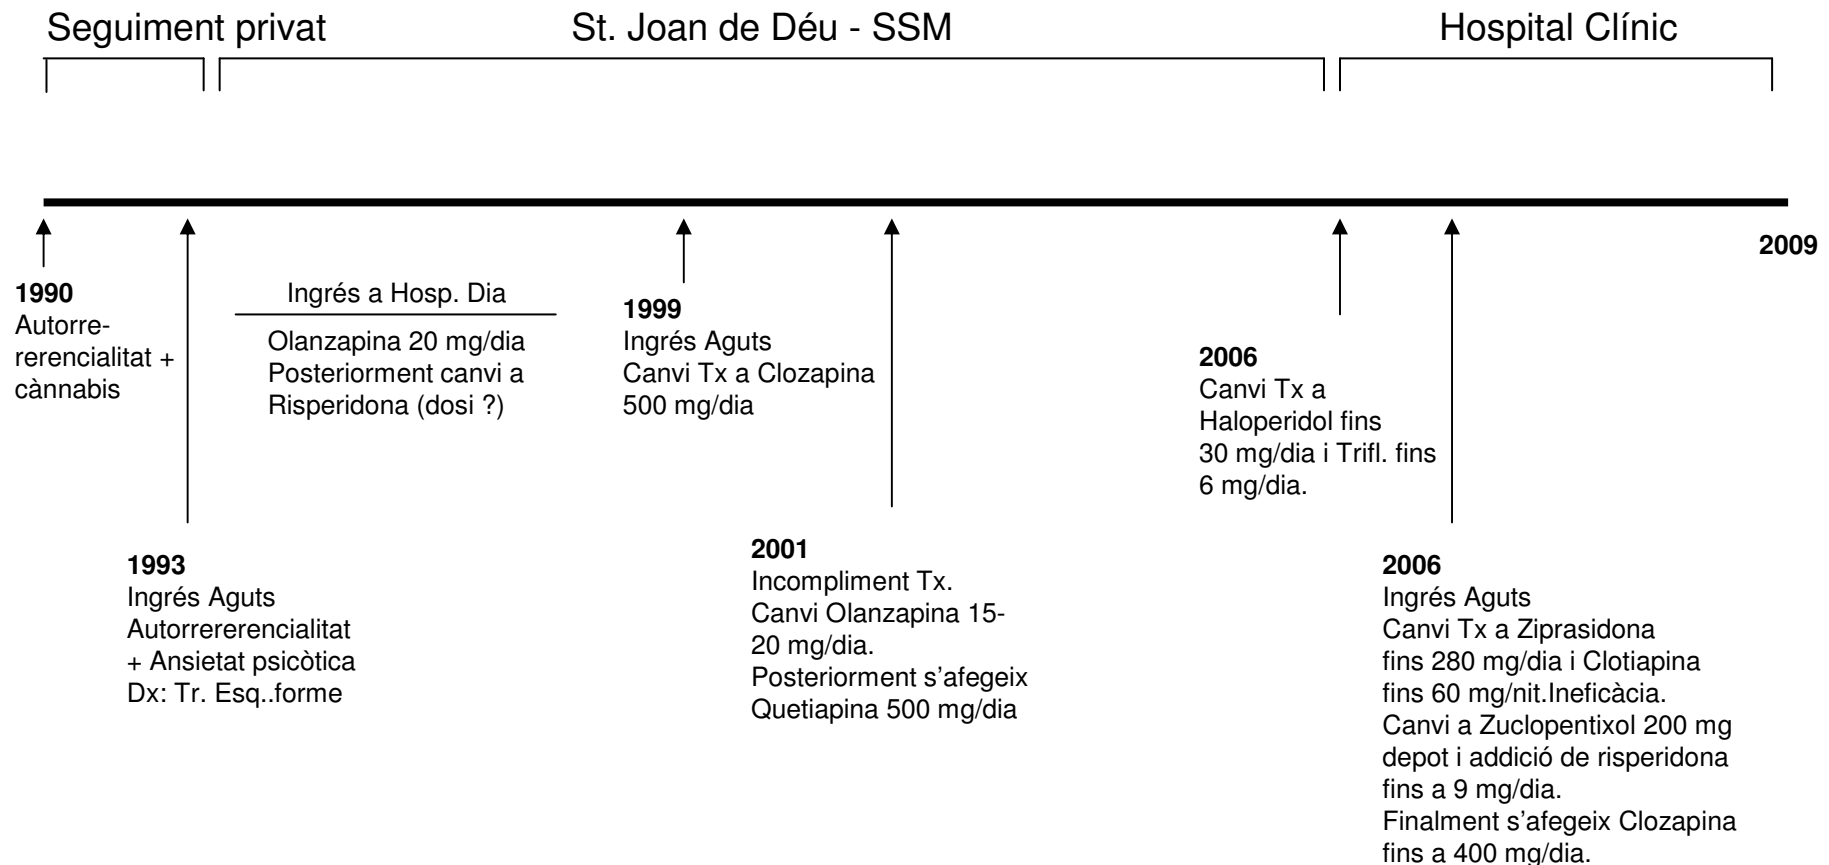 Seguiment privat
St. Joan de Déu - SSM
Hospital Clínic
2009
1990
Autorre-
rerencialitat +
cànnabis
Ingrés a Hosp. Dia
Olanzapina 20 mg/dia
Posteriorment canvi a
Risperidona (dosi ?)
1999
Ingrés Aguts
Canvi Tx a Clozapina
500 mg/dia
2006
Canvi Tx a
Haloperidol fins
30 mg/dia i Trifl. fins
6 mg/dia.
1993
Ingrés Aguts
Autorrererencialitat
+ Ansietat psicòtica
Dx: Tr. Esq..forme
2001
Incompliment Tx.
Canvi Olanzapina 15-
20 mg/dia.
Posteriorment s’afegeix
Quetiapina 500 mg/dia
2006
Ingrés Aguts
Canvi Tx a Ziprasidona
fins 280 mg/dia i Clotiapina
fins 60 mg/nit.Ineficàcia.
Canvi a Zuclopentixol 200 mg
depot i addició de risperidona
fins a 9 mg/dia.
Finalment s’afegeix Clozapina
fins a 400 mg/dia.